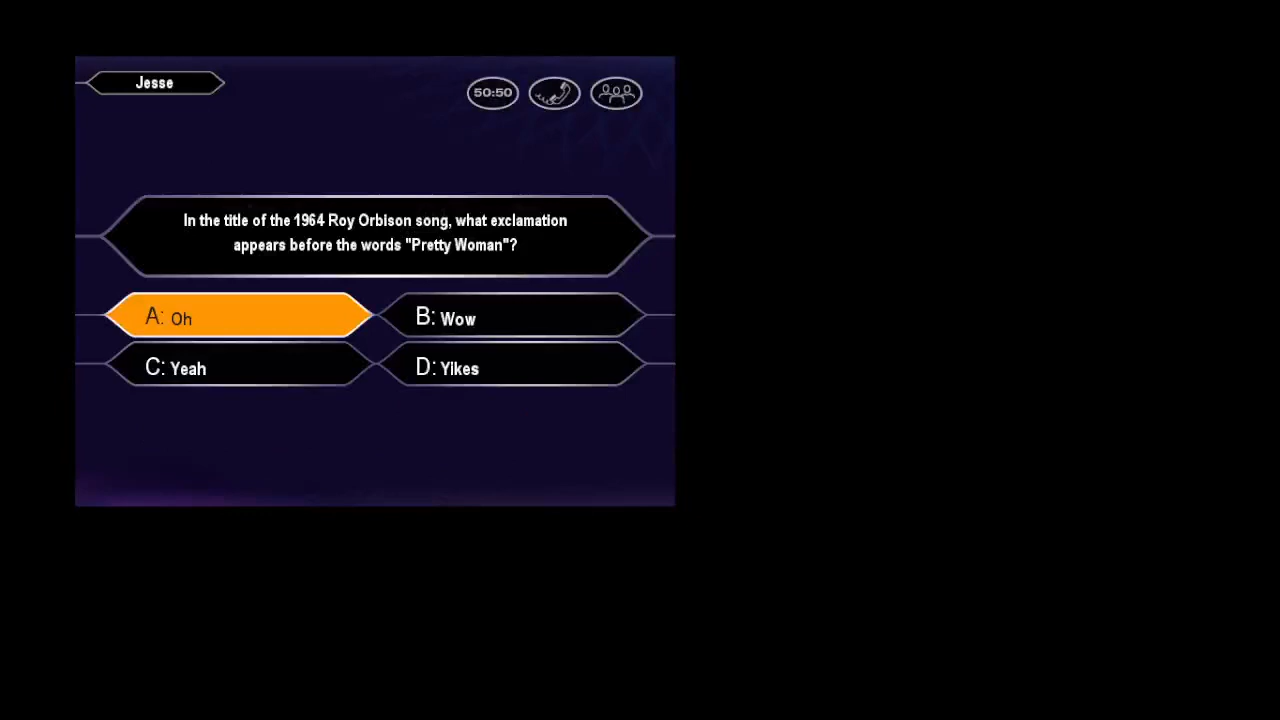 Jesse
50:50
In the title of the 1964 Roy Orbison song, what exclamation
appears before the words "Pretty Woman"?
A: Oh
B: Wow
C: Yeah
D: Yikes